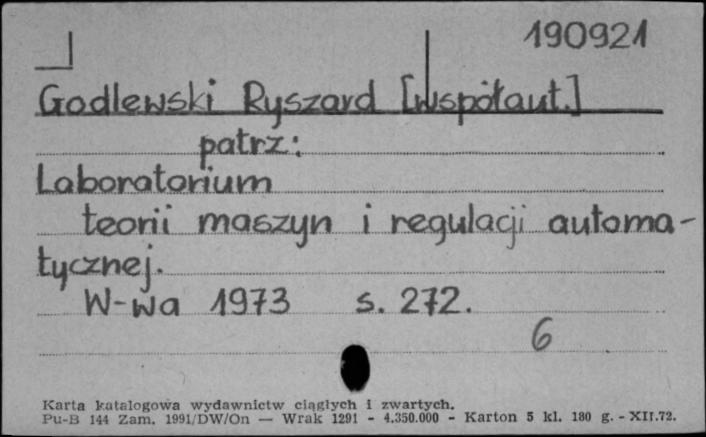 190921
Godlewski Ryszard [współaut.]
patrz:
Laboratorium
teorii maszyn i regulacji automa-
tycznej.
W-wa 1973 s. 272.
6
Karta katalogowa wydawnictw ciągłych i zwartych.
Pu-B 144 Zam. 1991/DW/On — Wrak 1291 - 4.350.000 - Karton 5 kl. 180 g. - XII.72.